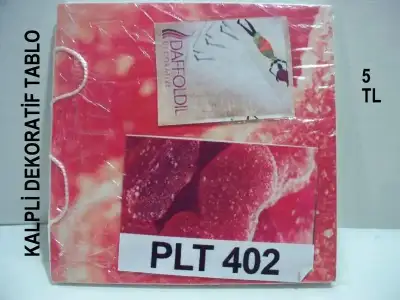 KALPLİ DEKORATİF TABLO
5
TL
DAFFODIL
PLT 402